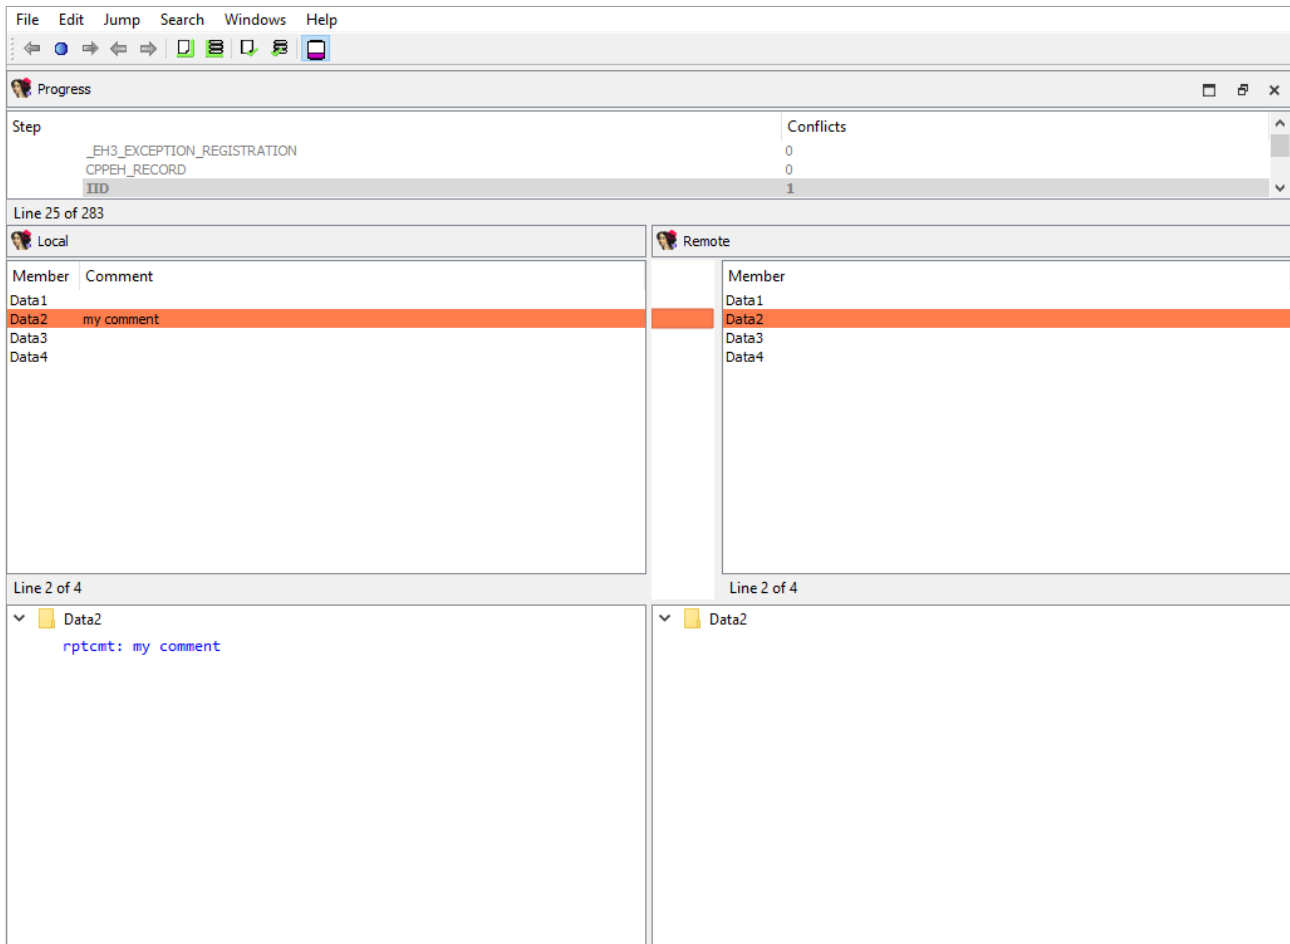 File Edit Jump Search Windows Help
Progress
Step Conflicts
_EH3_EXCEPTION_REGISTRATION 0
CPPEH_RECORD 0
IID 1
Line 25 of 283
Local
Member Comment
Data1
Data2 my comment
Data3
Data4
Line 2 of 4
Remote
Member
Data1
Data2
Data3
Data4
Line 2 of 4
Data2
rptcmt: my comment
Data2